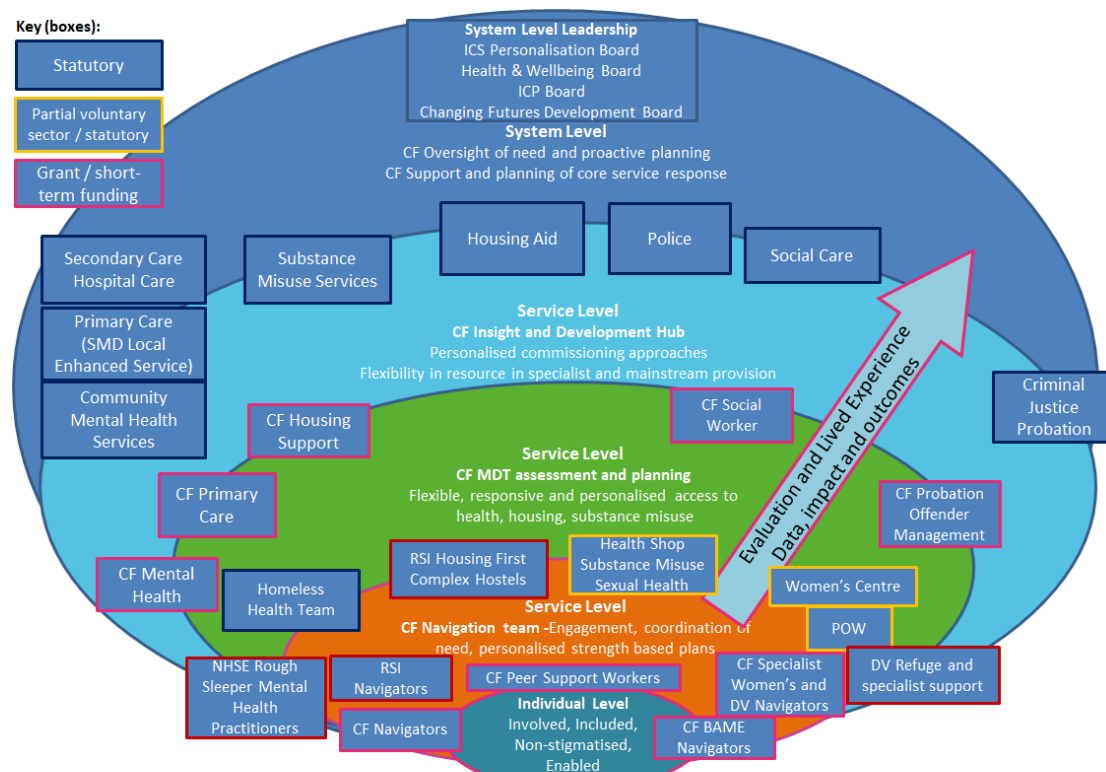 Key (boxes):
Statutory
Partial voluntary
sector / statutory
Grant / short-
term funding
System Level Leadership
ICS Personalisation Board
Health & Wellbeing Board
ICP Board
Changing Futures Development Board
System Level
CF Oversight of need and proactive planning
CF Support and planning of core service response
Housing Aid
Police
Social Care
Secondary Care
Hospital Care
Substance
Misuse Services
Primary Care
(SMD Local
Enhanced Service)
Community
Mental Health
Services
Service Level
CF Insight and Development Hub
Personalised commissioning approaches
Flexibility in resource in specialist and mainstream provision
Criminal
Justice
Probation
Evaluation and Lived Experience
Data, impact and outcomes
CF Housing
Support
CF Social
Worker
Service Level
CF MDT assessment and planning
Flexible, responsive and personalised access to
health, housing, substance misuse
CF Primary
Care
CF Probation
Offender
Management
CF Mental
Health
Homeless
Health Team
RSI Housing First
Complex Hostels
Health Shop
Substance Misuse
Sexual Health
Women's Centre
POW
Service Level
CF Navigation team -Engagement, coordination of
need, personalised strength based plans
NHSE Rough
Sleeper Mental
Health
Practitioners
RSI
Navigators
CF Peer Support Workers
CF Specialist
Women's and
DV Navigators
DV Refuge and
specialist support
CF Navigators
Individual Level
Involved, Included,
Non-stigmatised,
Enabled
CF BAME
Navigators